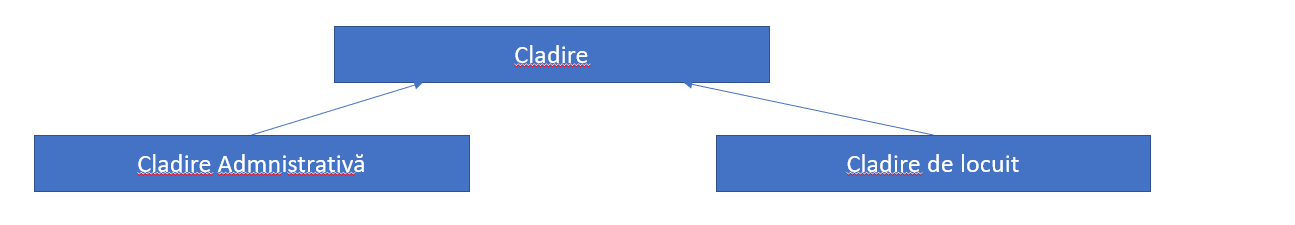 Cladire
Cladire Admnistrativă
Cladire de locuit